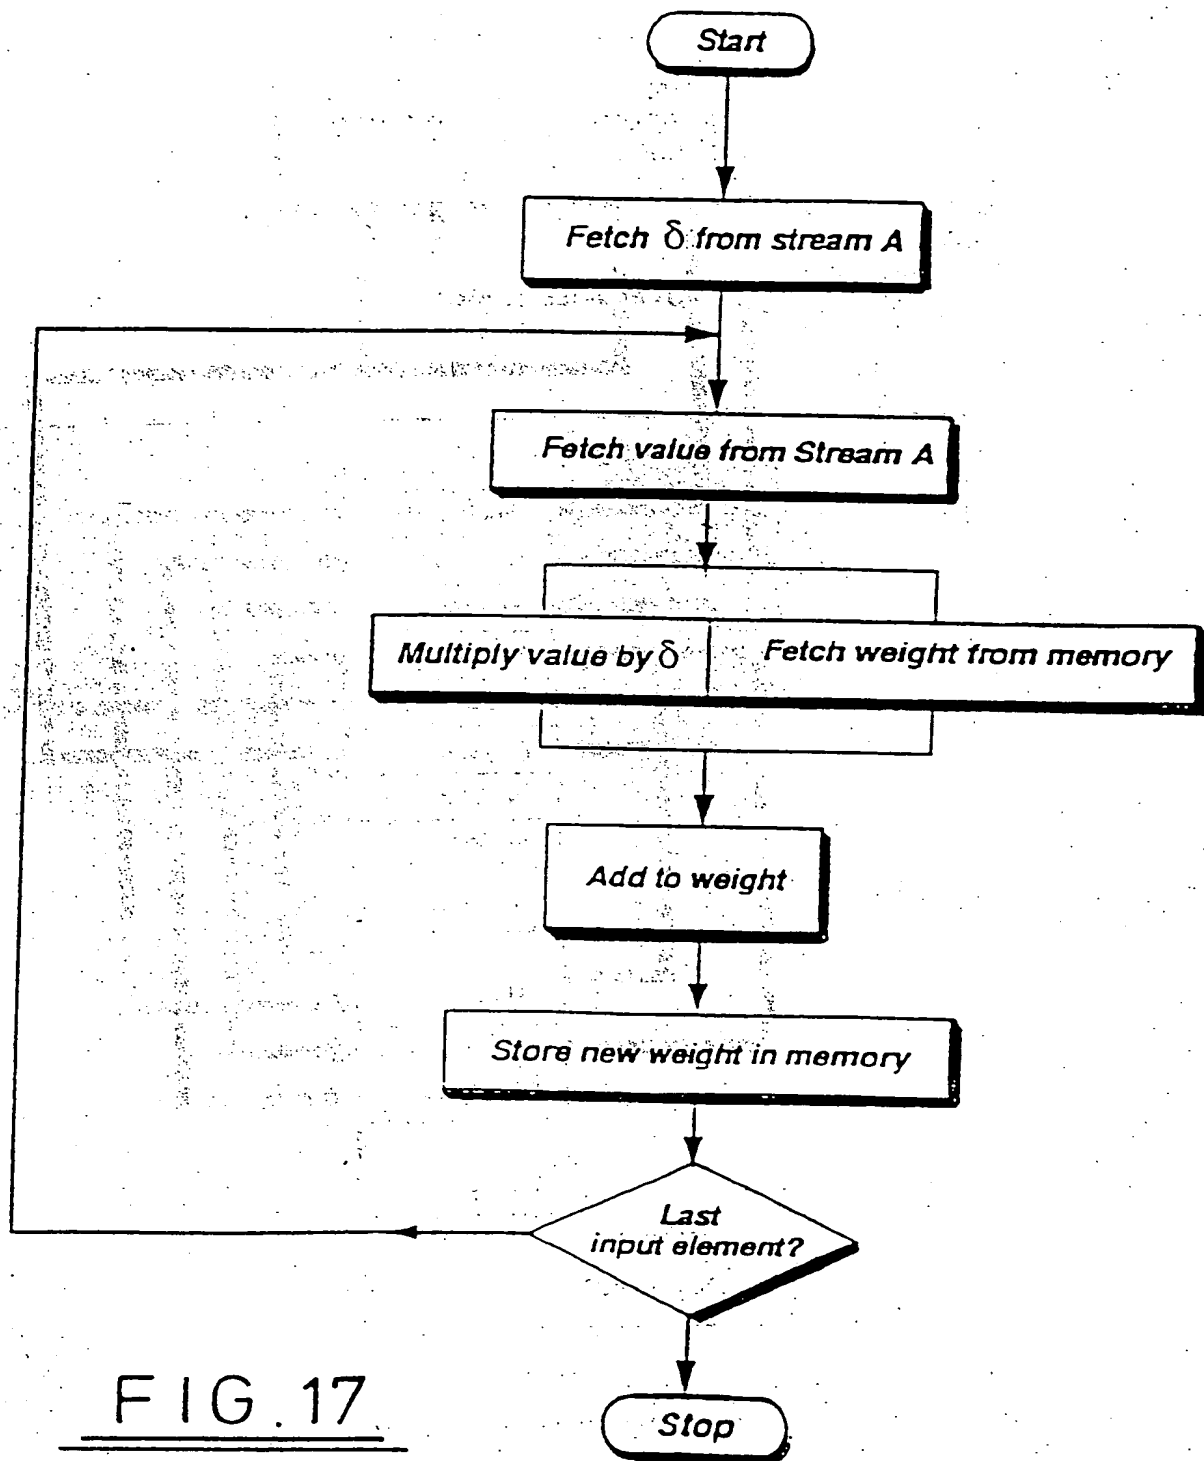 Start
Fetch δ from stream A
Fetch value from Stream A
Multiply value by δ
Fetch weight from memory
Add to weight
Store new weight in memory
Last
input element?
Stop
FIG.17